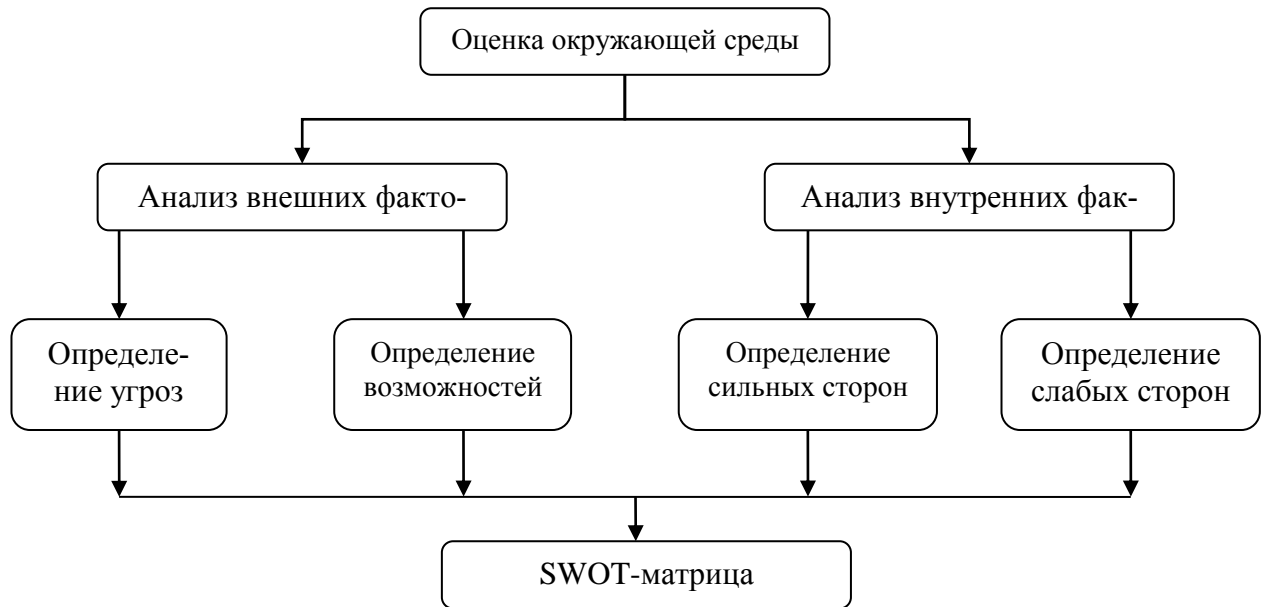 Оценка окружающей среды
Анализ внешних факто-
Анализ внутренних фак-
Определе-
ние угроз
Определение
возможностей
Определение
сильных сторон
Определение
слабых сторон
SWOT-матрица